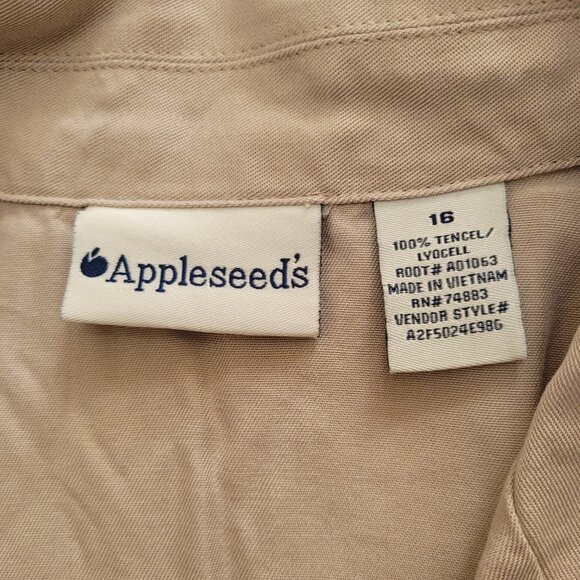 Appleseed's
16
100% TENCEL/
LYOCELL
ROOT# A01063
MADE IN VIETNAM
RN#74883
VENDOR STYLE#
A2F5024E98G